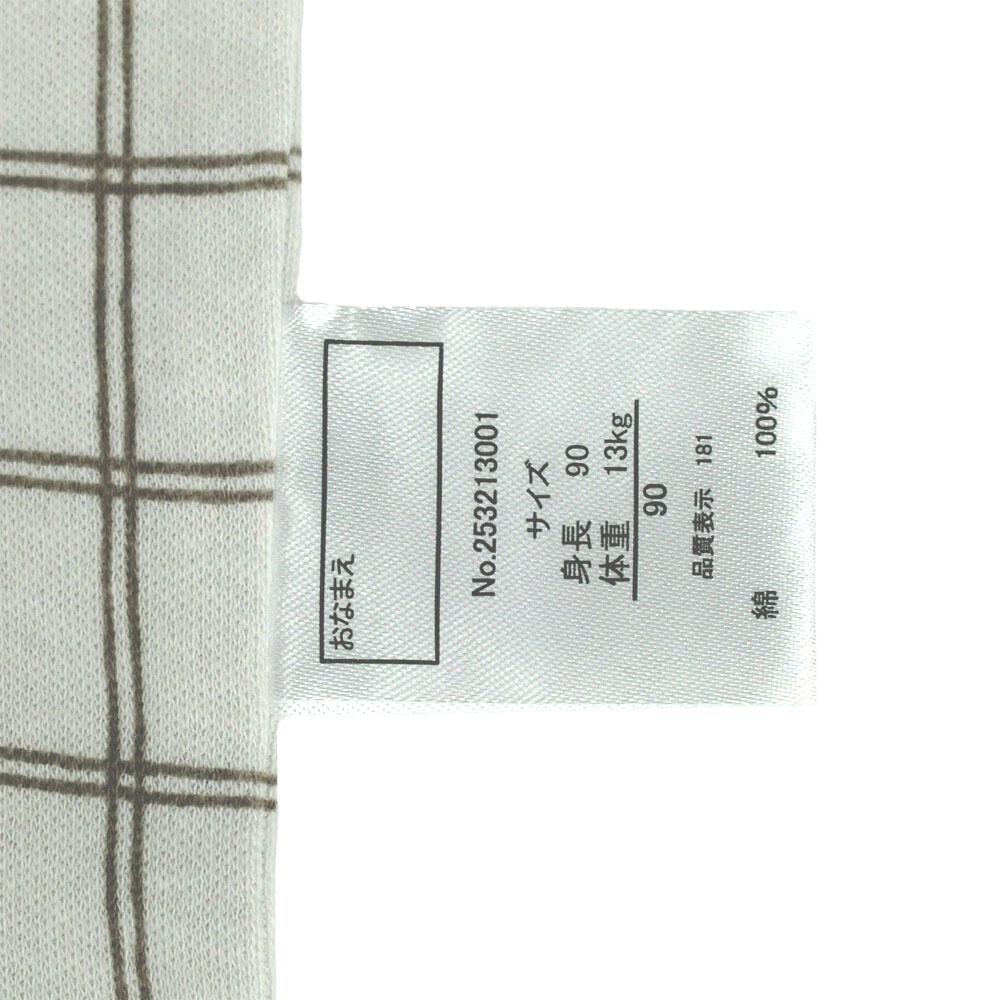 おなまえ
No.253213001
サイズ
身長 90
体重 13kg
90
品質表示 181
綿 100%